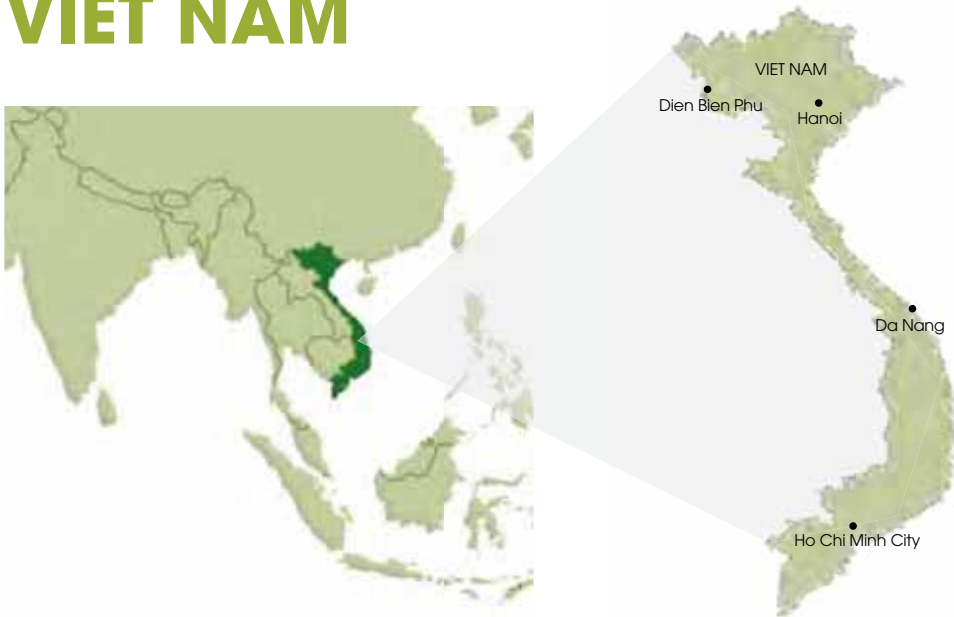 VIET NAM
VIET NAM
Dien Bien Phu
Hanoi
Da Nang
Ho Chi Minh City